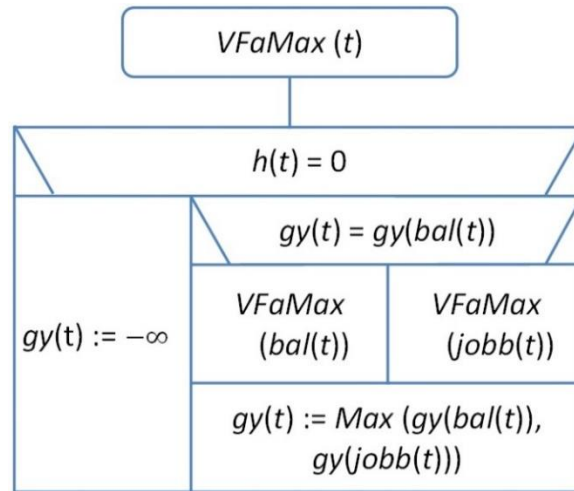 VFaMax (t)
h(t) = 0
gy(t) = gy(bal(t))
gy(t) := −∞
VFaMax
(bal(t))
VFaMax
(jobb(t))
gy(t) := Max (gy(bal(t)),
gy(jobb(t)))